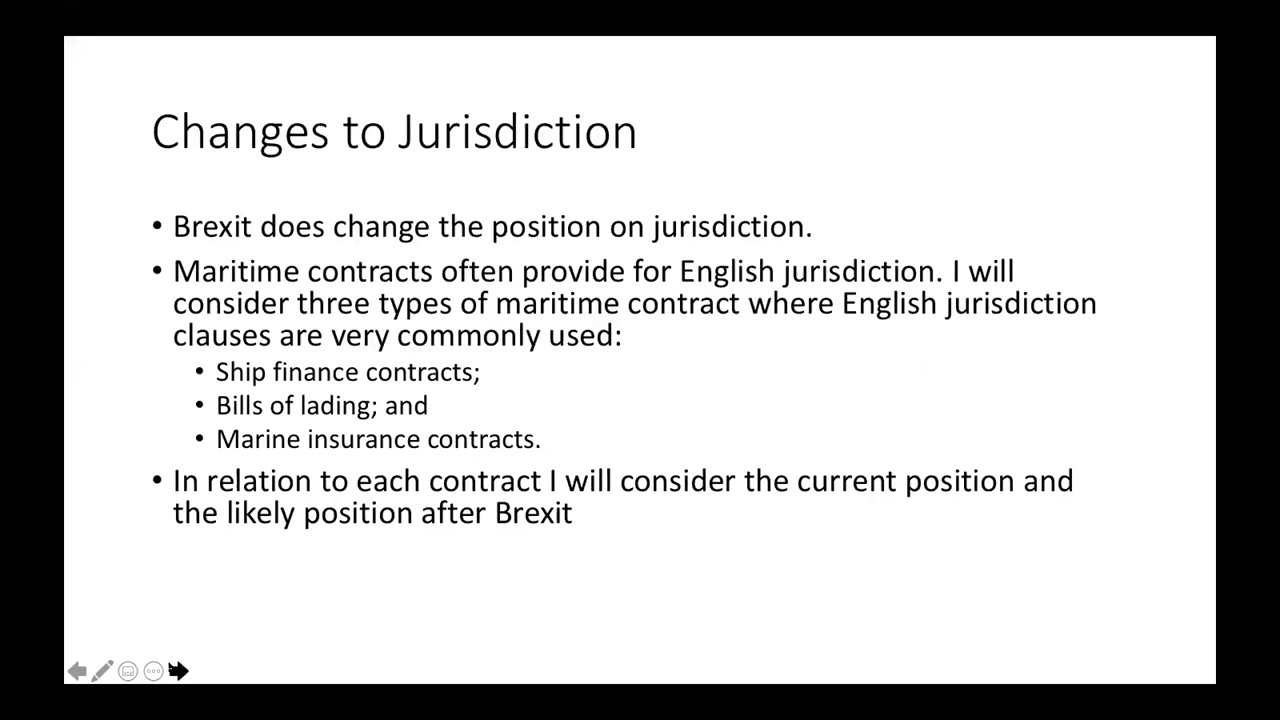 Changes to Jurisdiction
• Brexit does change the position on jurisdiction.
• Maritime contracts often provide for English jurisdiction. I will
consider three types of maritime contract where English jurisdiction
clauses are very commonly used:
• Ship finance contracts;
• Bills of lading; and
• Marine insurance contracts.
• In relation to each contract I will consider the current position and
the likely position after Brexit